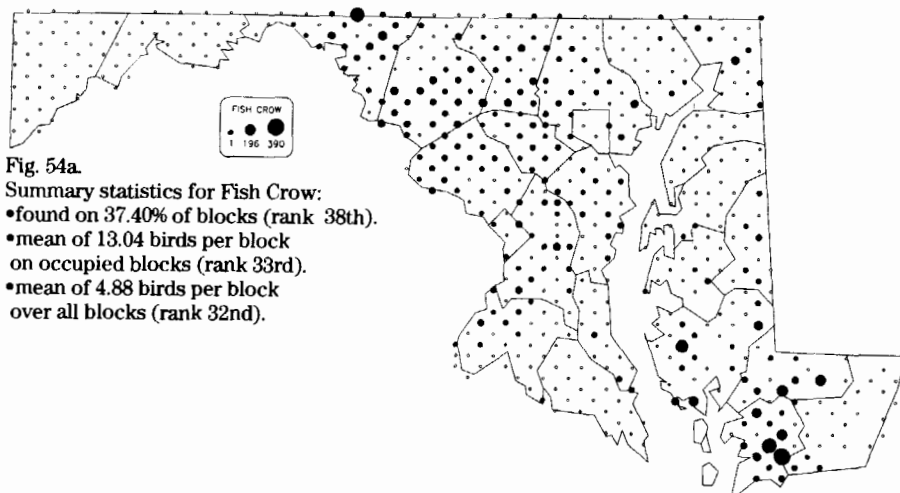 FISH CROW
1 196 390
Fig. 54a.
Summary statistics for Fish Crow:
•found on 37.40% of blocks (rank 38th).
•mean of 13.04 birds per block
on occupied blocks (rank 33rd).
•mean of 4.88 birds per block
over all blocks (rank 32nd).